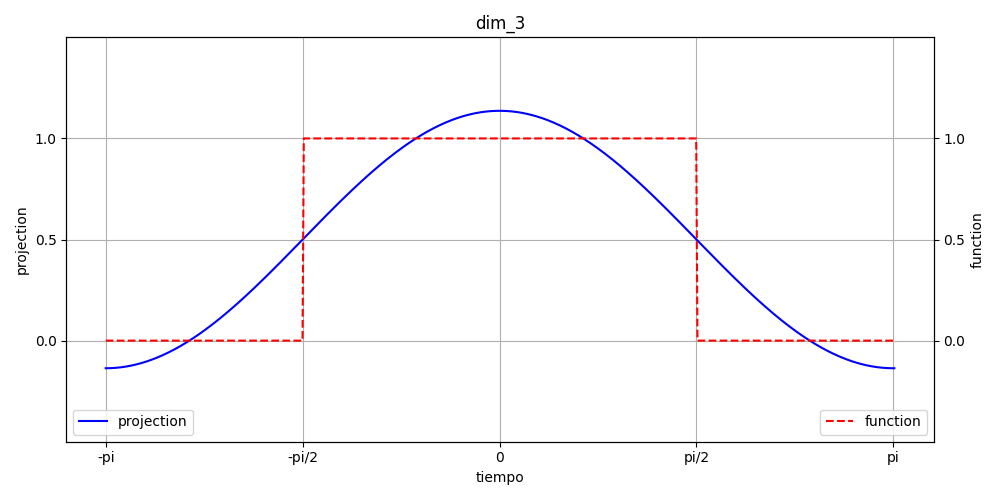 dim_3
projection
1.0
0.5
0.0
1.0
0.5
0.0
function
projection
function
-pi
-pi/2
0
pi/2
pi
tiempo